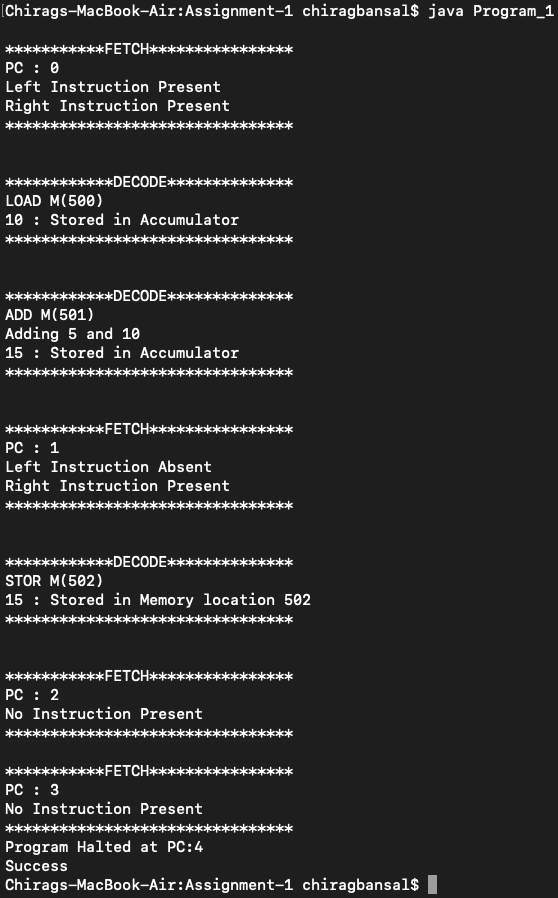 [Chirags-MacBook-Air:Assignment-1 chiragbansal$ java Program_1
***********FETCH****************
PC : 0
Left Instruction Present
Right Instruction Present
********************************
************DECODE**************
LOAD M(500)
10 : Stored in Accumulator
********************************
************DECODE**************
ADD M(501)
Adding 5 and 10
15 : Stored in Accumulator
********************************
***********FETCH****************
PC : 1
Left Instruction Absent
Right Instruction Present
********************************
************DECODE**************
STOR M(502)
15 : Stored in Memory location 502
********************************
***********FETCH****************
PC : 2
No Instruction Present
********************************
***********FETCH****************
PC : 3
No Instruction Present
********************************
Program Halted at PC:4
Success
Chirags-MacBook-Air:Assignment-1 chiragbansal$